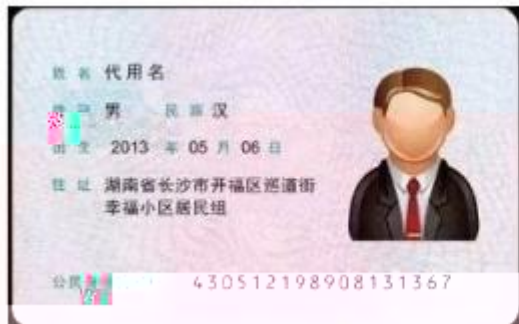 姓 名 代用名
男 民 族 汉
2013 年 05 月 06 日
住 址 湖南省长沙市开福区巡道街
幸福小区居民组
公民 430512198908131367